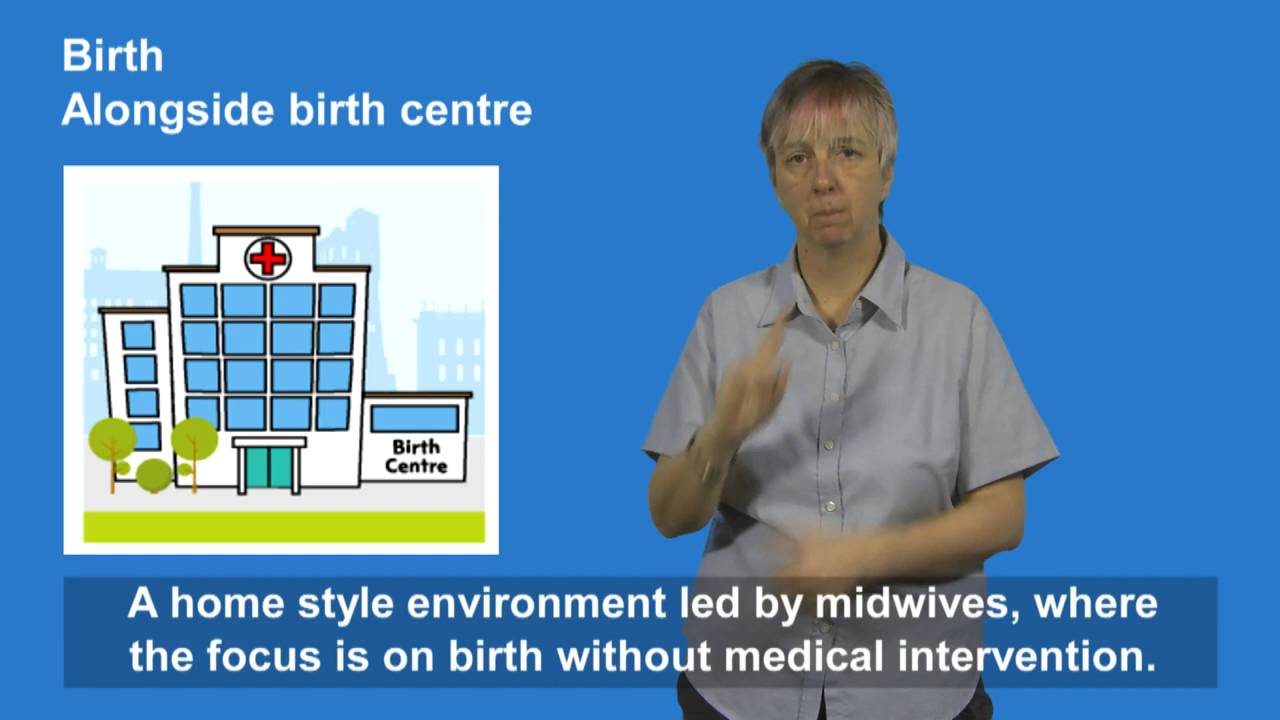 Birth
Alongside birth centre
Birth
Centre
A home style environment led by midwives, where
the focus is on birth without medical intervention.